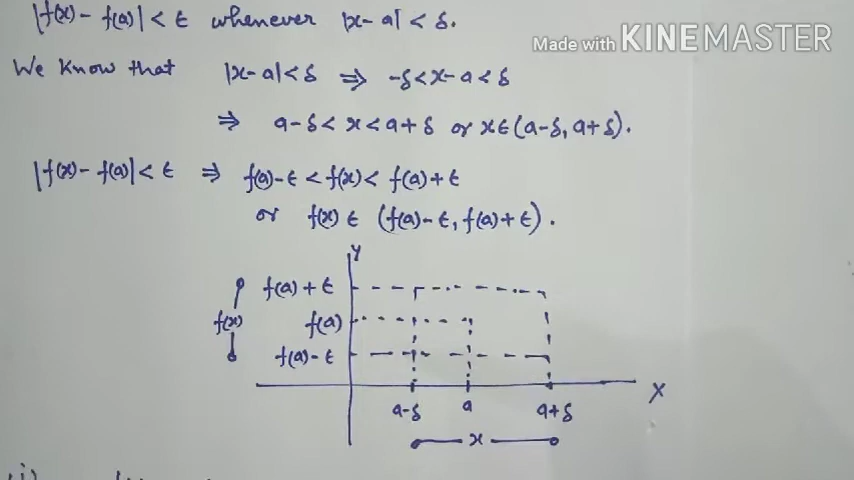 |f(x) - f(a)| < ε whenever |x - a| < δ.
Made with KINEMASTER
We know that |x - a| < δ ⇒ -δ < x - a < δ
⇒ a - δ < x < a + δ or x ∈ (a - δ, a + δ).
|f(x) - f(a)| < ε ⇒ f(a) - ε < f(x) < f(a) + ε
or f(x) ∈ (f(a) - ε, f(a) + ε).
Y
f(a) + ε
f(x) f(a)
f(a) - ε
X
a-δ a a+δ
x